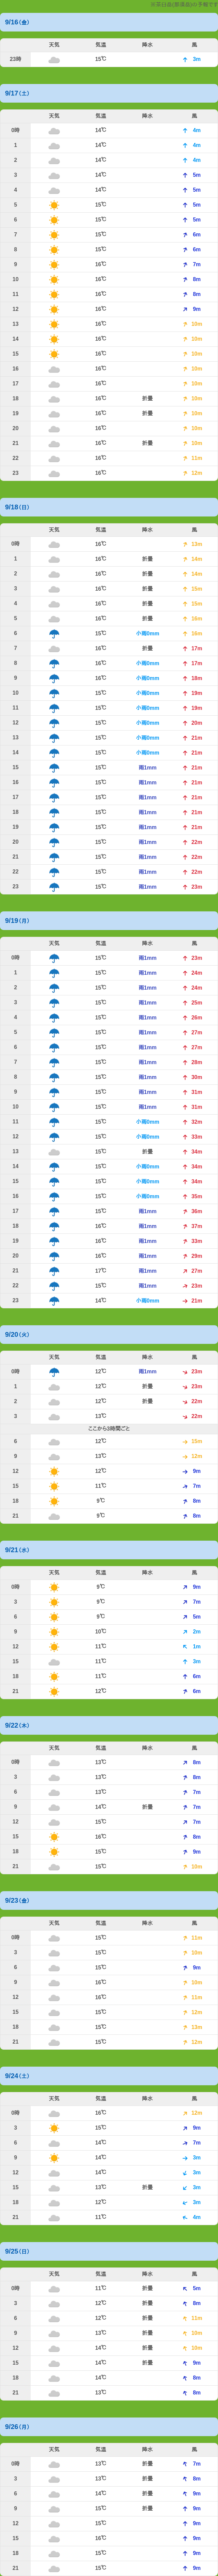 の予報です
9/16(金)
天気 気温 降水 風
23時 15℃ 3m
9/17(土)
天気 気温 降水 風
0時 14℃ 4m
1 14℃ 4m
2 14℃ 4m
3 14℃ 5m
4 14℃ 5m
5 15℃ 5m
6 15℃ 5m
7 15℃ 6m
8 15℃ 6m
9 16℃ 7m
10 16℃ 8m
11 16℃ 8m
12 16℃ 9m
13 16℃ 10m
14 16℃ 10m
15 16℃ 10m
16 16℃ 10m
17 16℃ 10m
18 16℃ 折曇 10m
19 16℃ 折曇 10m
20 16℃ 10m
21 16℃ 折曇 10m
22 16℃ 11m
23 16℃ 12m
9/18(日)
天気 気温 降水 風
0時 16℃ 13m
1 16℃ 折曇 14m
2 16℃ 折曇 14m
3 16℃ 折曇 15m
4 16℃ 折曇 15m
5 16℃ 折曇 16m
6 15℃ 小雨0mm 16m
7 16℃ 折曇 17m
8 16℃ 小雨0mm 17m
9 15℃ 小雨0mm 18m
10 15℃ 小雨0mm 19m
11 15℃ 小雨0mm 19m
12 15℃ 小雨0mm 20m
13 15℃ 小雨0mm 21m
14 15℃ 小雨0mm 21m
15 15℃ 雨1mm 21m
16 15℃ 雨1mm 21m
17 15℃ 雨1mm 21m
18 15℃ 雨1mm 21m
19 15℃ 雨1mm 21m
20 15℃ 雨1mm 22m
21 15℃ 雨1mm 22m
22 15℃ 雨1mm 22m
23 15℃ 雨1mm 23m
9/19(月)
天気 気温 降水 風
0時 15℃ 雨1mm 23m
1 15℃ 雨1mm 24m
2 15℃ 雨1mm 24m
3 15℃ 雨1mm 25m
4 15℃ 雨1mm 26m
5 15℃ 雨1mm 27m
6 15℃ 雨1mm 27m
7 15℃ 雨1mm 28m
8 15℃ 雨1mm 30m
9 15℃ 雨1mm 31m
10 15℃ 雨1mm 31m
11 15℃ 小雨0mm 32m
12 15℃ 小雨0mm 33m
13 15℃ 折曇 34m
14 15℃ 小雨0mm 34m
15 15℃ 小雨0mm 34m
16 15℃ 小雨0mm 35m
17 15℃ 雨1mm 36m
18 16℃ 雨1mm 37m
19 16℃ 雨1mm 33m
20 16℃ 雨1mm 29m
21 17℃ 雨1mm 27m
22 15℃ 雨1mm 23m
23 14℃ 小雨0mm 21m
9/20(火)
天気 気温 降水 風
0時 12℃ 雨1mm 23m
1 12℃ 折曇 23m
2 12℃ 折曇 22m
3 13℃ 22m
ここから3時間ごと
6 12℃ 15m
9 13℃ 12m
12 12℃ 9m
15 11℃ 7m
18 9℃ 8m
21 9℃ 8m
9/21(水)
天気 気温 降水 風
0時 9℃ 9m
3 9℃ 7m
6 9℃ 5m
9 10℃ 2m
12 11℃ 1m
15 11℃ 3m
18 11℃ 6m
21 12℃ 6m
9/22(木)
天気 気温 降水 風
0時 13℃ 8m
3 13℃ 8m
6 13℃ 7m
9 14℃ 折曇 7m
12 15℃ 7m
15 16℃ 8m
18 15℃ 9m
21 15℃ 10m
9/23(金)
天気 気温 降水 風
0時 15℃ 11m
3 15℃ 10m
6 15℃ 9m
9 16℃ 10m
12 16℃ 11m
15 15℃ 12m
18 15℃ 13m
21 15℃ 12m
9/24(土)
天気 気温 降水 風
0時 16℃ 12m
3 15℃ 9m
6 14℃ 7m
9 14℃ 3m
12 14℃ 3m
15 13℃ 折曇 3m
18 12℃ 3m
21 11℃ 4m
9/25(日)
天気 気温 降水 風
0時 11℃ 折曇 5m
3 12℃ 折曇 8m
6 12℃ 折曇 11m
9 13℃ 折曇 10m
12 14℃ 折曇 10m
15 14℃ 折曇 9m
18 14℃ 8m
21 13℃ 8m
9/26(月)
天気 気温 降水 風
0時 13℃ 折曇 7m
3 13℃ 折曇 8m
6 14℃ 折曇 9m
9 15℃ 折曇 9m
12 15℃ 9m
15 16℃ 9m
18 15℃ 9m
21 15℃ 9m